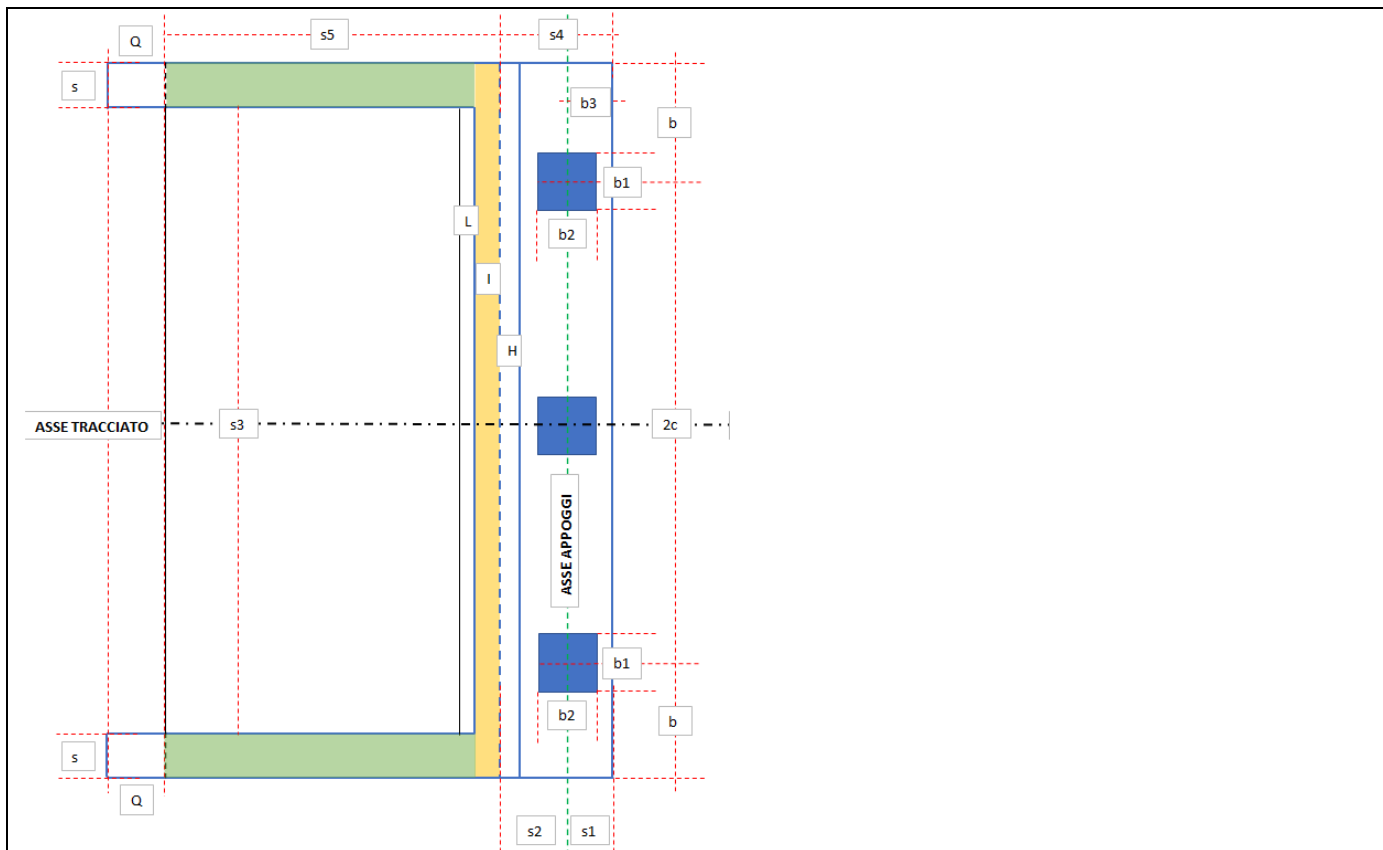 Q
s5
s4
s
b3
b
b1
L
b2
I
H
ASSE TRACCIATO
s3
2c
ASSE APPOGGI
b1
b2
b
s
Q
s2
s1